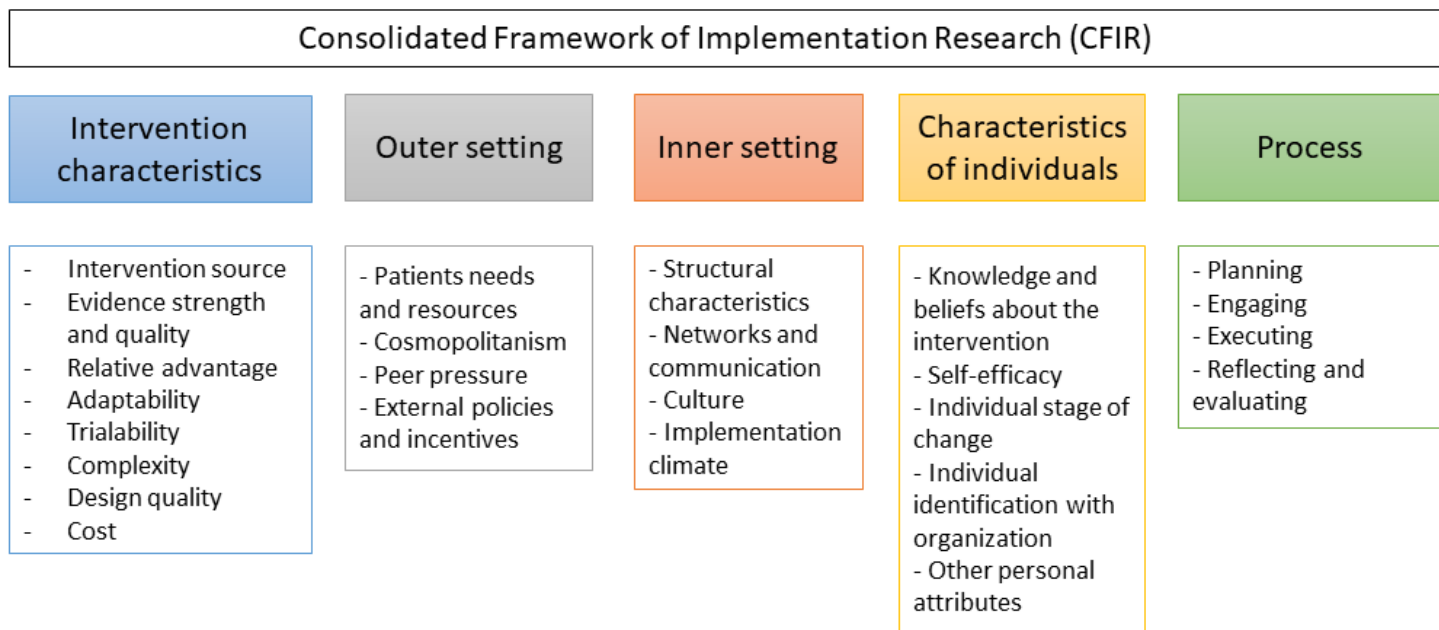 Consolidated Framework of Implementation Research (CFIR)
Intervention
characteristics
Outer setting
Inner setting
Characteristics
of individuals
Process
- Intervention source
- Evidence strength
and quality
- Relative advantage
- Adaptability
- Trialability
- Complexity
- Design quality
- Cost
- Patients needs
and resources
- Cosmopolitanism
- Peer pressure
- External policies
and incentives
- Structural
characteristics
- Networks and
communication
- Culture
- Implementation
climate
- Knowledge and
beliefs about the
intervention
- Self-efficacy
- Individual stage of
change
- Individual
identification with
organization
- Other personal
attributes
- Planning
- Engaging
- Executing
- Reflecting and
evaluating